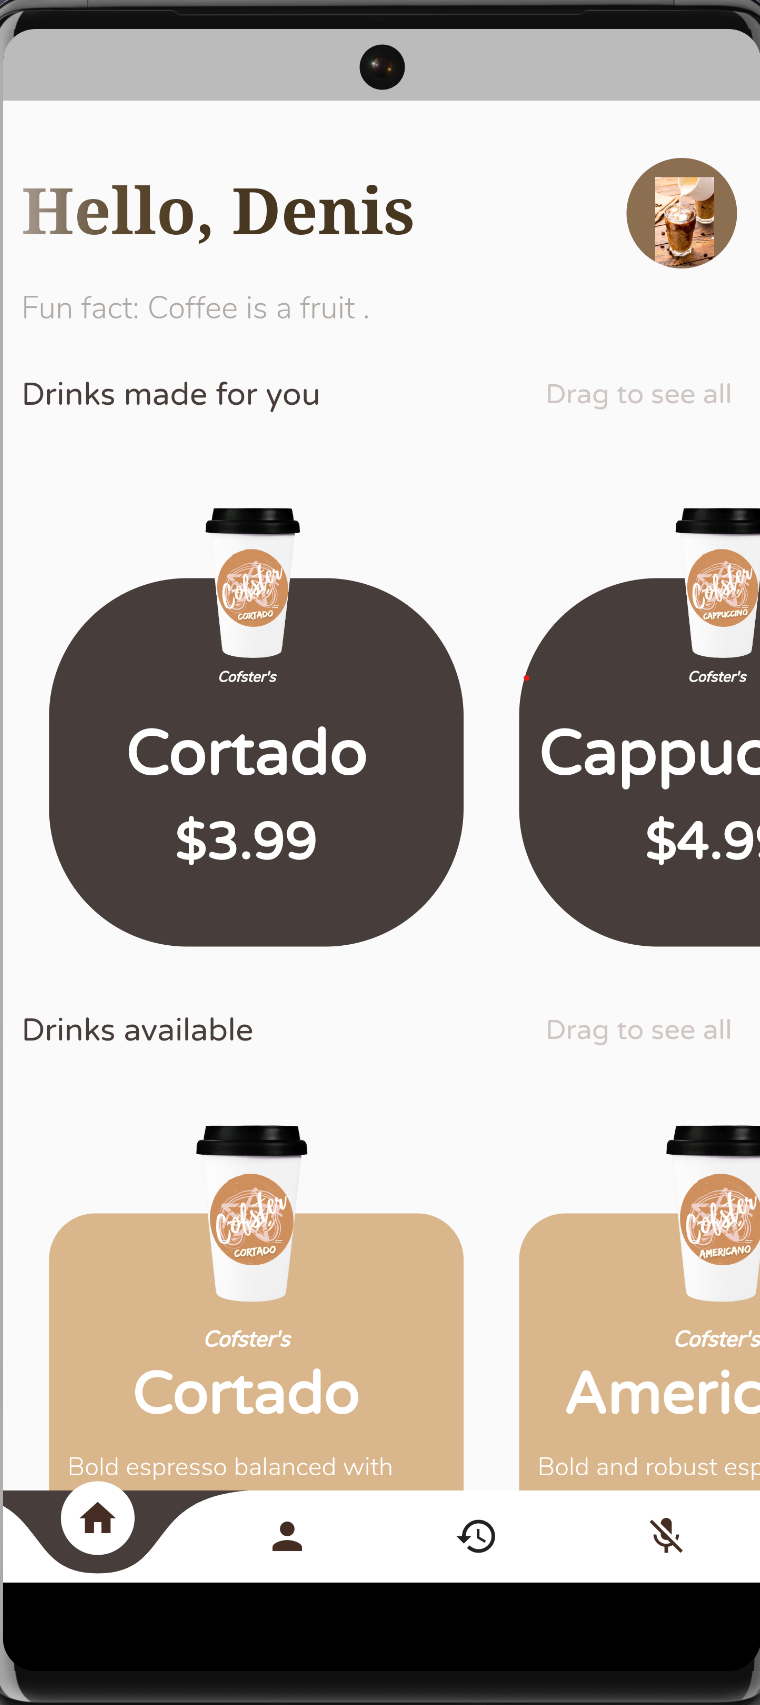 Hello, Denis
Fun fact: Coffee is a fruit .
Drinks made for you
Drag to see all
Cofster
CORTADO
Cofster's
Cortado
$3.99
Cofster
CAPPUCCINO
Cofster's
Cappuc
$4.99
Drinks available
Drag to see all
Cofster
CORTADO
Cofster's
Cortado
Bold espresso balanced with
Cofster
AMERICANO
Cofster's
Americ
Bold and robust esp